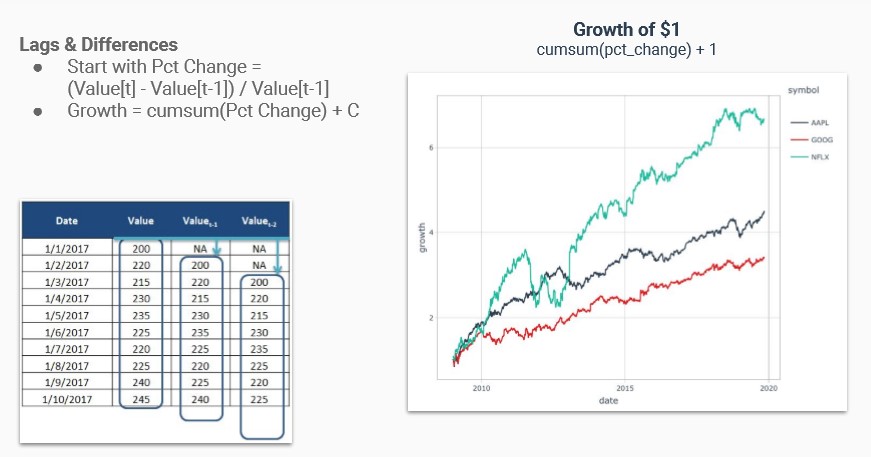 Lags & Differences
● Start with Pct Change =
(Value[t] - Value[t-1]) / Value[t-1]
● Growth = cumsum(Pct Change) + C
Date Value Valueₜ₋₁ Valueₜ₋₂
1/1/2017 200 NA NA
1/2/2017 220 200 NA
1/3/2017 215 220 200
1/4/2017 230 215 220
1/5/2017 235 230 215
1/6/2017 225 235 230
1/7/2017 220 225 235
1/8/2017 225 220 225
1/9/2017 240 225 220
1/10/2017 245 240 225
Growth of $1
cumsum(pct_change) + 1
symbol
AAPL
GOOG
NFLX
growth
6
4
2
2010 2015 2020
date